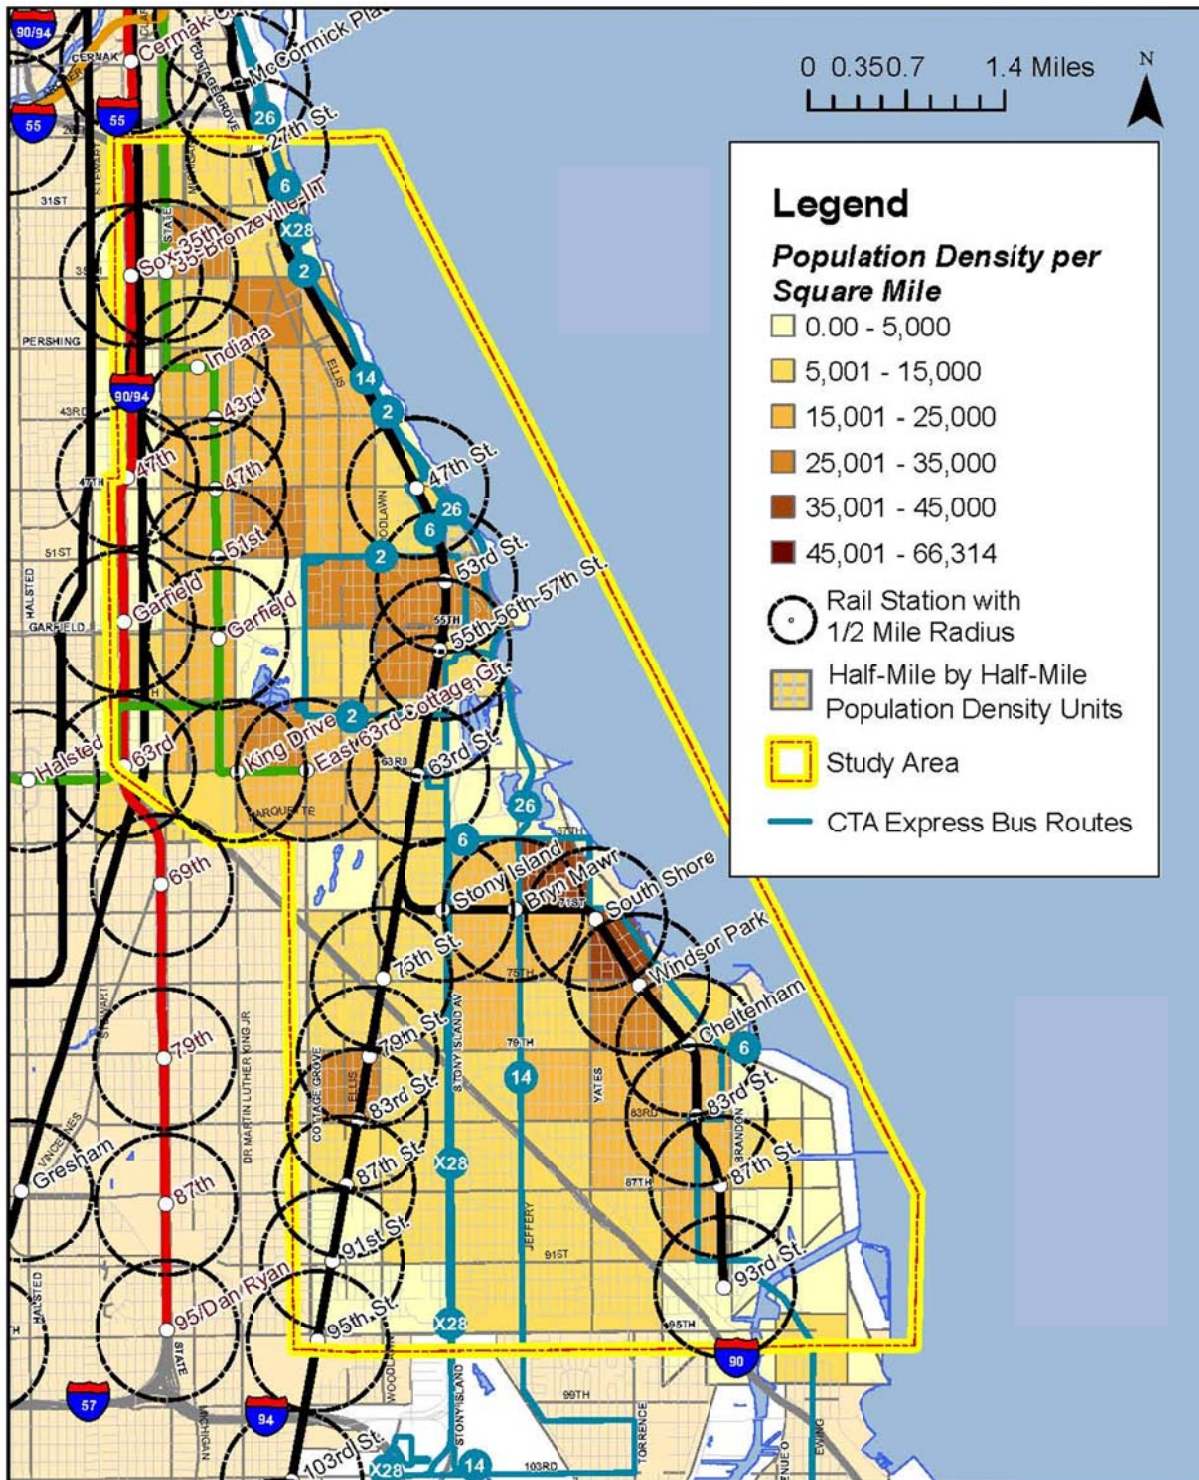 90/94
CERMAK
Cermak-C
McCormick Plac
COTTAGE GROVE
0 0.35 0.7 1.4 Miles
N
55
55
26
27th St.
STEWART
MICHIGAN
31ST
6
Legend
Population Density per
Square Mile
0.00 - 5,000
5,001 - 15,000
15,001 - 25,000
25,001 - 35,000
35,001 - 45,000
45,001 - 66,314
Rail Station with
1/2 Mile Radius
Half-Mile by Half-Mile
Population Density Units
Study Area
CTA Express Bus Routes
STATE
35-Bronzeville-IIT
Sox-35th
X28
2
PERSHING
Indiana
ELLIS
14
90/94
43RD
43rd
2
47th
47TH
47th
47th St.
26
6
51ST
51st
2
53rd St.
HALSTED
Garfield
GARFIELD
Garfield
55TH
55th-56th-57th St.
2
Halsted
63rd
King Drive
East 63rd Cottage Gr.
63RD
63rd St.
26
6
69th
Stony Island
Bryn Mawr
71ST
South Shore
75th St.
75TH
Windsor Park
STEWART
79th
DR MARTIN LUTHER KING JR
COTTAGE GROVE
79th St.
ELLIS
STONY ISLAND AV
79TH
14
YATES
Cheltenham
6
83rd St.
83RD
83rd St.
BRANDON
VINCENNES
Gresham
87th
87th St.
X28
87TH
87th St.
91st St.
JEFFERY
91ST
93rd St.
HALSTED
95/Dan Ryan
95th St.
X28
95TH
90
STATE
57
94
MICHIGAN
STONY ISLAND
99TH
TORRENCE
EWING
103rd St.
X28
14
103RD